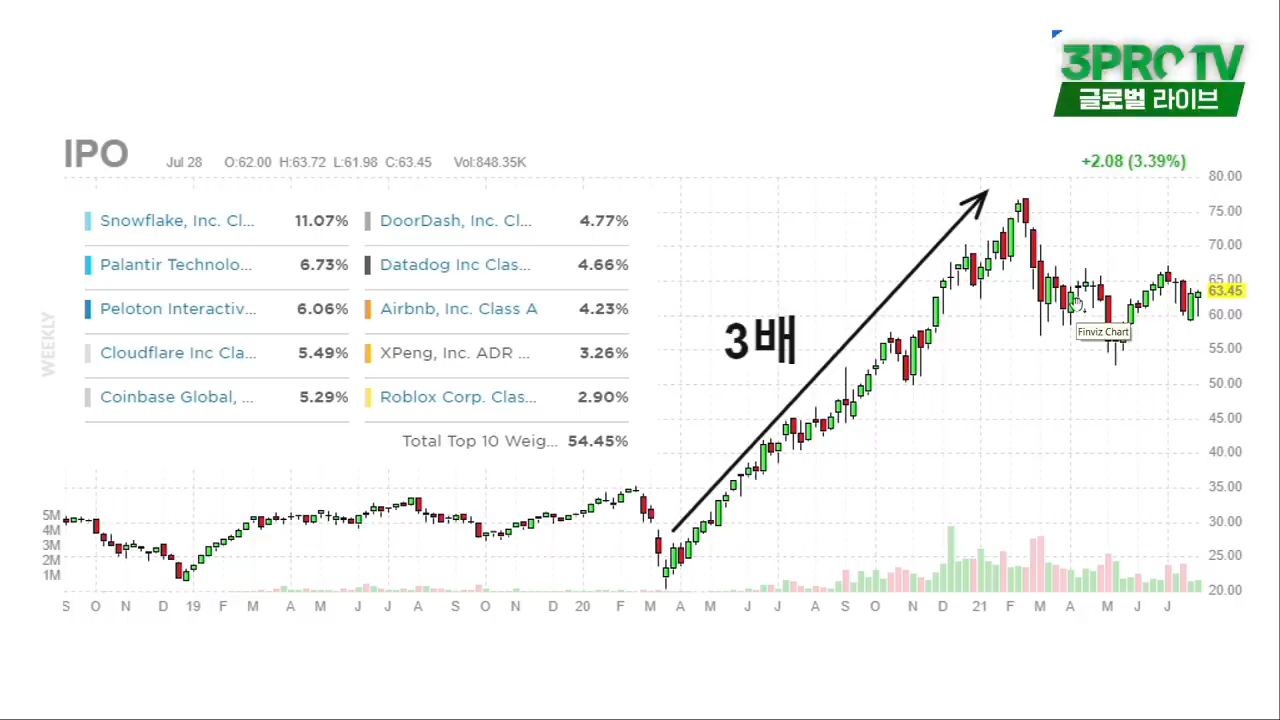 3PRO TV
글로벌 라이브
IPO Jul 28 O:62.00 H:63.72 L:61.98 C:63.45 Vol:848.35K +2.08 (3.39%)
80.00
75.00
70.00
65.00
63.45
60.00
55.00
50.00
45.00
40.00
35.00
30.00
25.00
20.00
Snowflake, Inc. Cl... 11.07% DoorDash, Inc. Cl... 4.77%
Palantir Technolo... 6.73% Datadog Inc Clas... 4.66%
Peloton Interactiv... 6.06% Airbnb, Inc. Class A 4.23%
Cloudflare Inc Cla... 5.49% XPeng, Inc. ADR ... 3.26%
Coinbase Global, ... 5.29% Roblox Corp. Clas... 2.90%
Total Top 10 Weig... 54.45%
3배
Finviz Chart
WEEKLY
5M
4M
3M
2M
1M
S O N D 19 F M A M J J A S O N D 20 F M A M J J A S O N D 21 F M A M J J